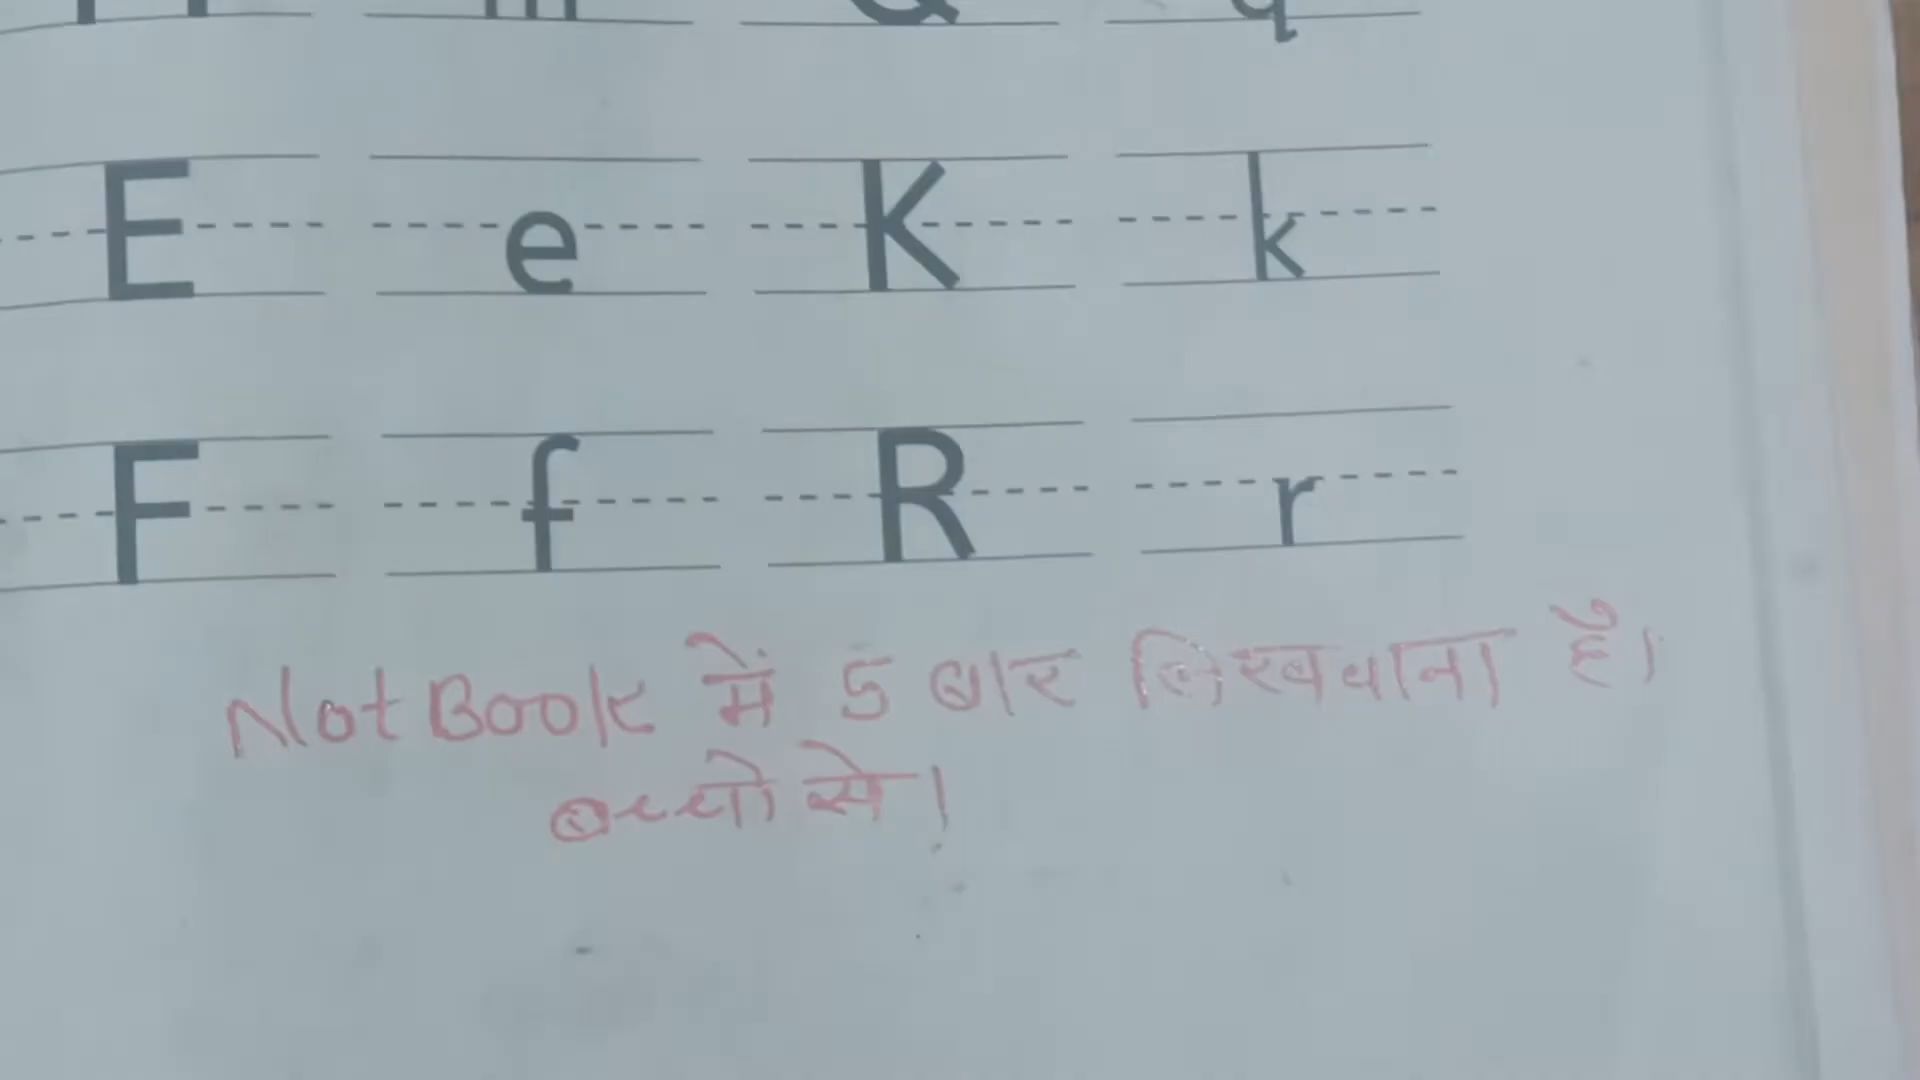 m Q q
E e K k
F f R r
Not Book में 5 बार लिखवाना है।
बच्चो से।